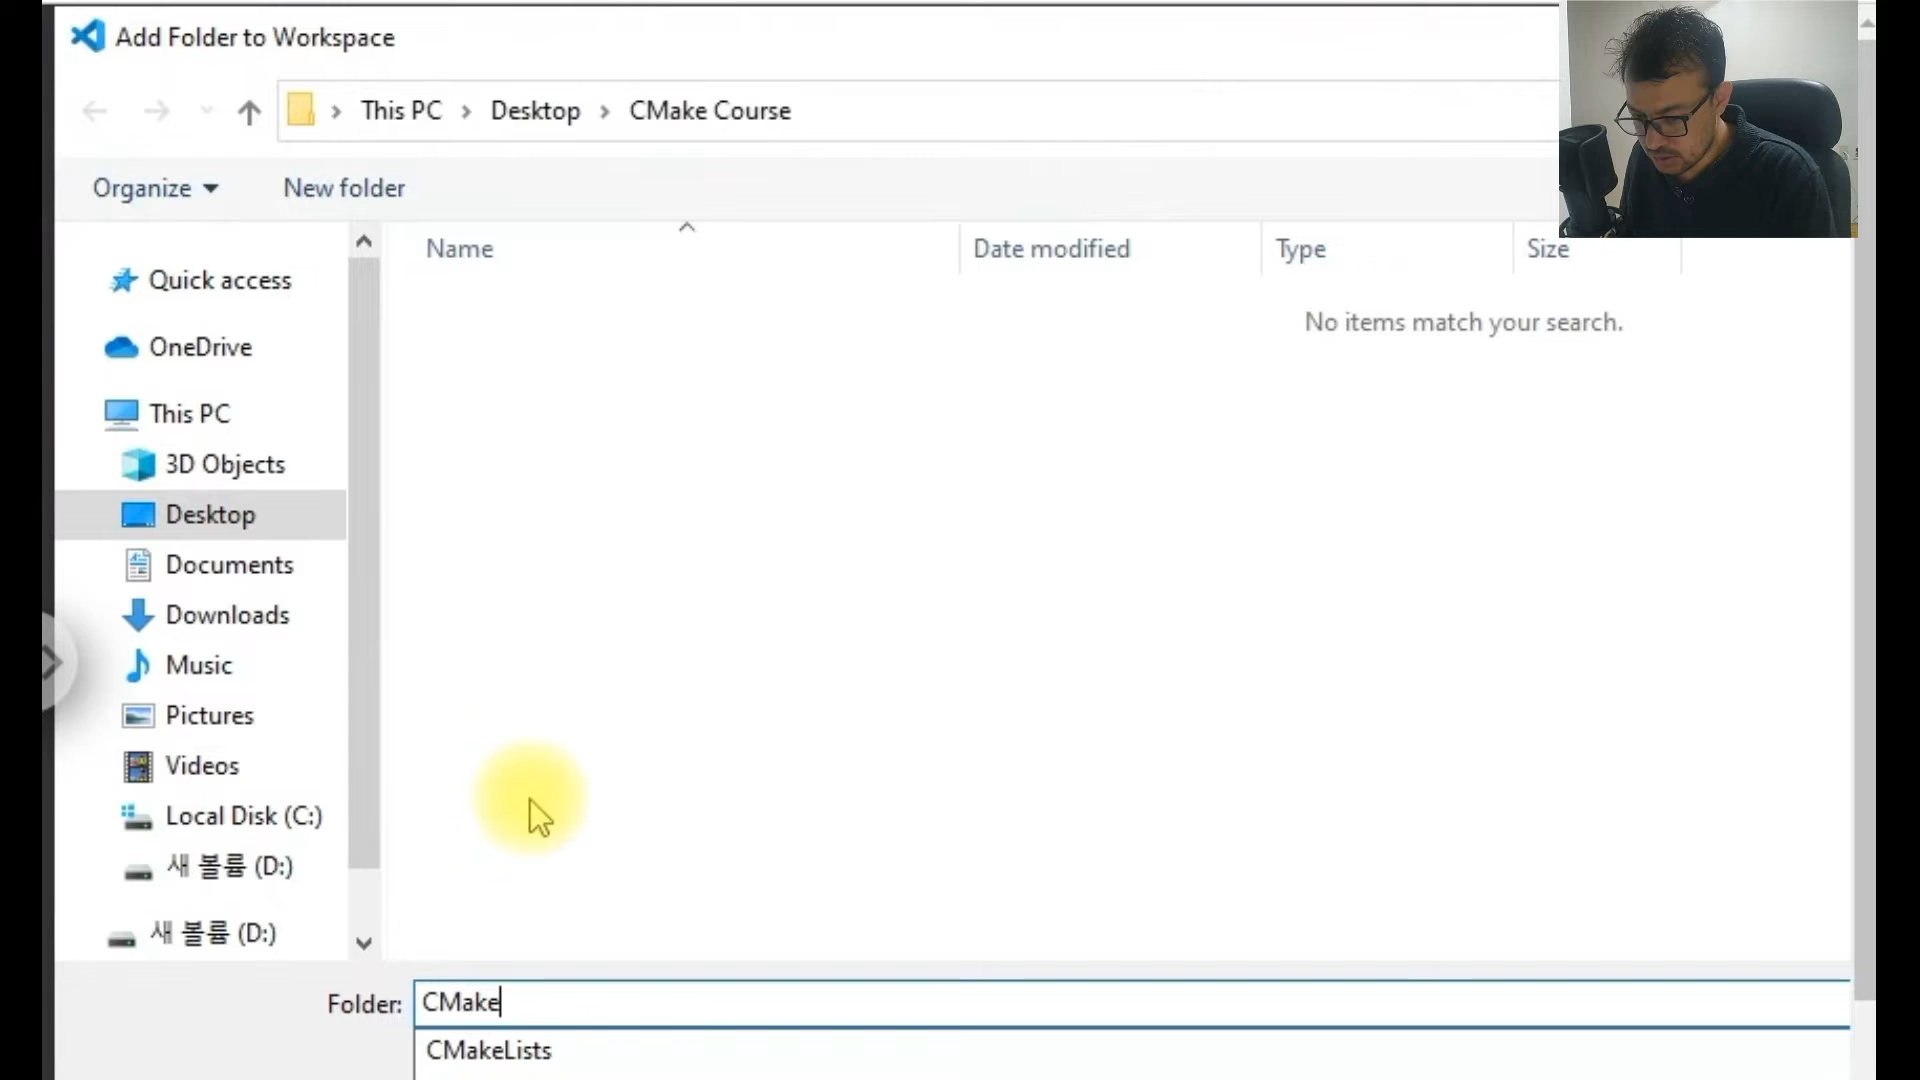 Add Folder to Workspace
This PC
Desktop
CMake Course
Organize
New folder
Name
Date modified
Type
Size
No items match your search.
Quick access
OneDrive
This PC
3D Objects
Desktop
Documents
Downloads
Music
Pictures
Videos
Local Disk (C:)
새 볼륨 (D:)
새 볼륨 (D:)
Folder: CMake
CMakeLists